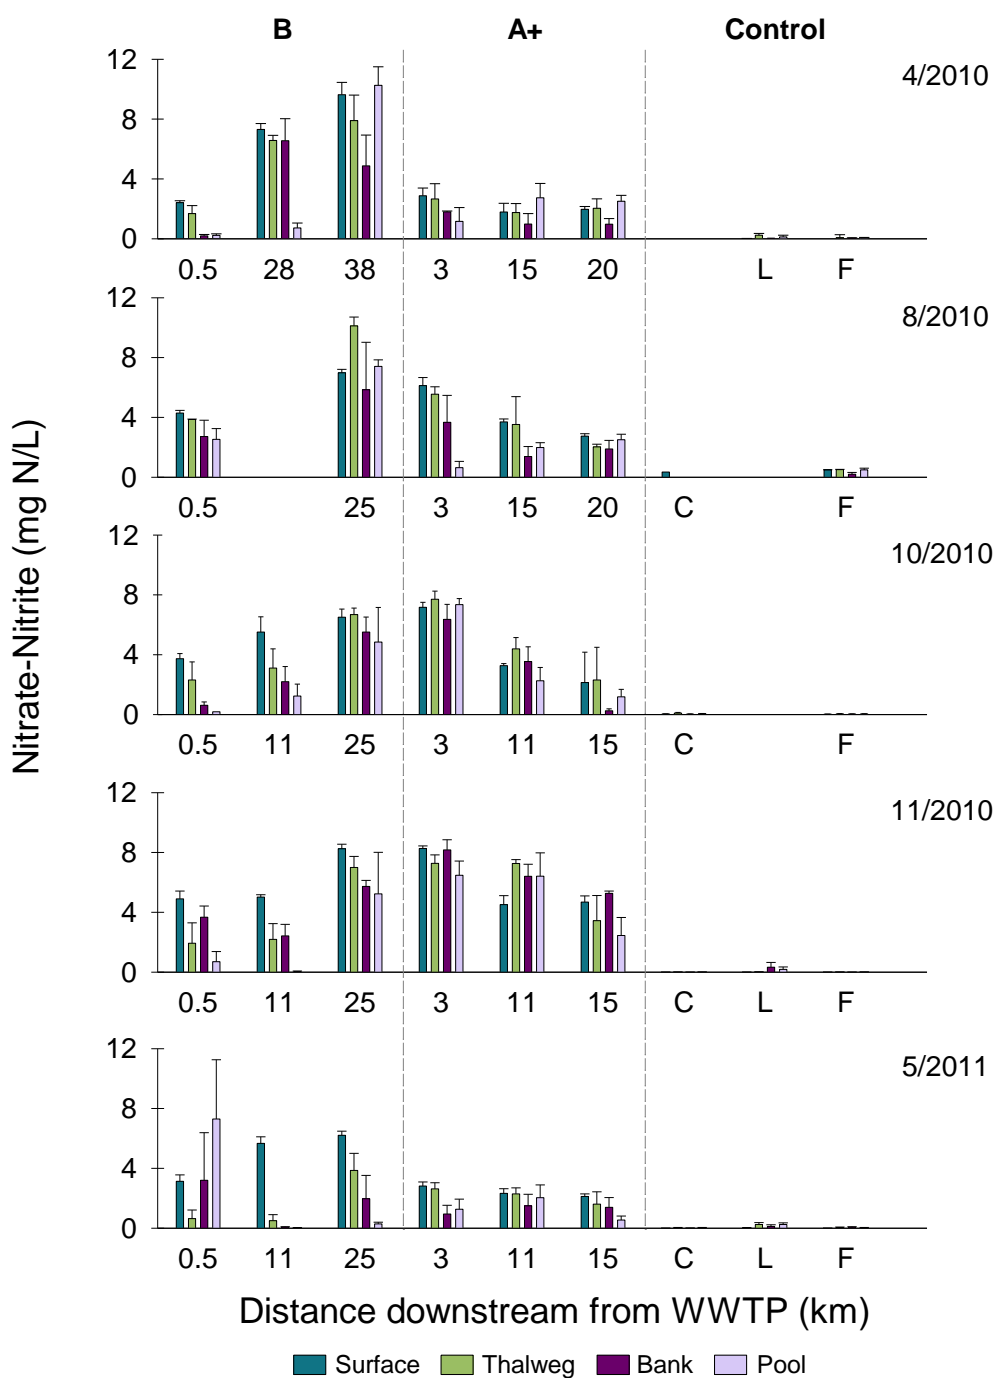 B A+ Control
4/2010
12
8
4
0
0.5 28 38 3 15 20 L F
8/2010
12
8
4
0
0.5 25 3 15 20 C F
10/2010
12
8
4
0
0.5 11 25 3 11 15 C F
11/2010
12
8
4
0
0.5 11 25 3 11 15 C L F
5/2011
12
8
4
0
0.5 11 25 3 11 15 C L F
Nitrate-Nitrite (mg N/L)
Distance downstream from WWTP (km)
Surface Thalweg Bank Pool